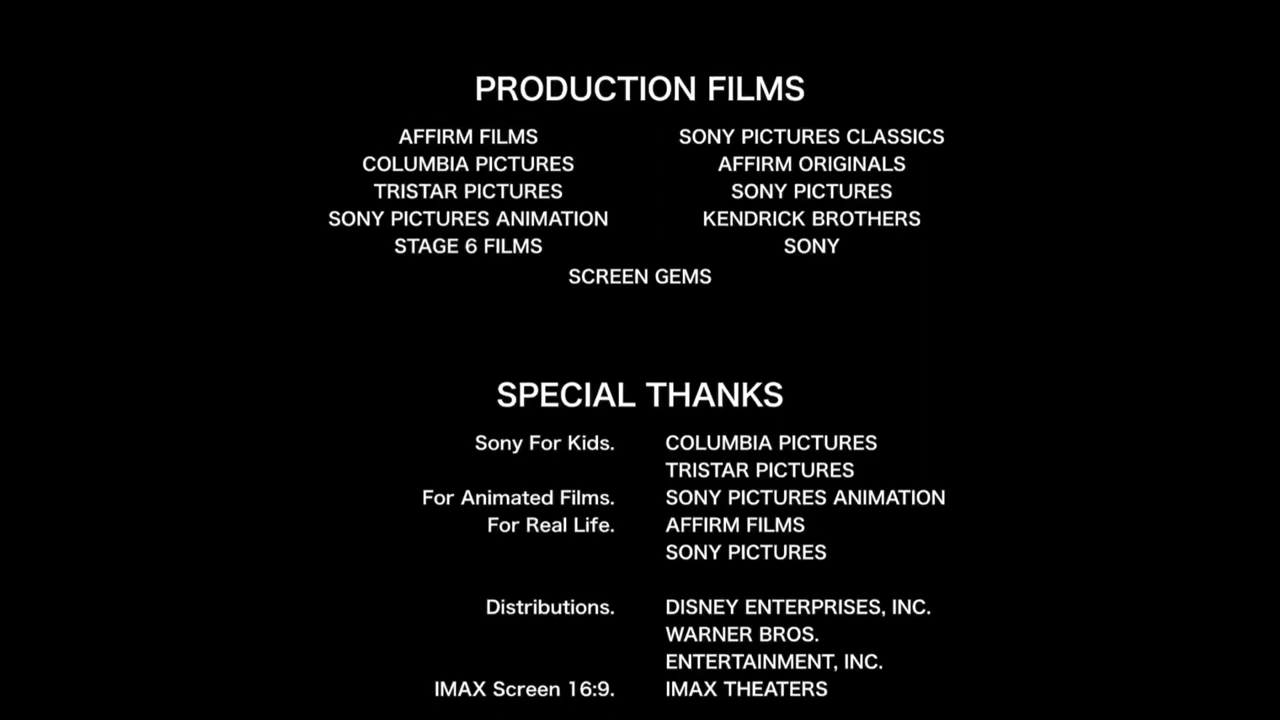 PRODUCTION FILMS
AFFIRM FILMS
COLUMBIA PICTURES
TRISTAR PICTURES
SONY PICTURES ANIMATION
STAGE 6 FILMS
SONY PICTURES CLASSICS
AFFIRM ORIGINALS
SONY PICTURES
KENDRICK BROTHERS
SONY
SCREEN GEMS
SPECIAL THANKS
Sony For Kids. COLUMBIA PICTURES
TRISTAR PICTURES
For Animated Films. SONY PICTURES ANIMATION
For Real Life. AFFIRM FILMS
SONY PICTURES
Distributions. DISNEY ENTERPRISES, INC.
WARNER BROS.
ENTERTAINMENT, INC.
IMAX Screen 16:9. IMAX THEATERS